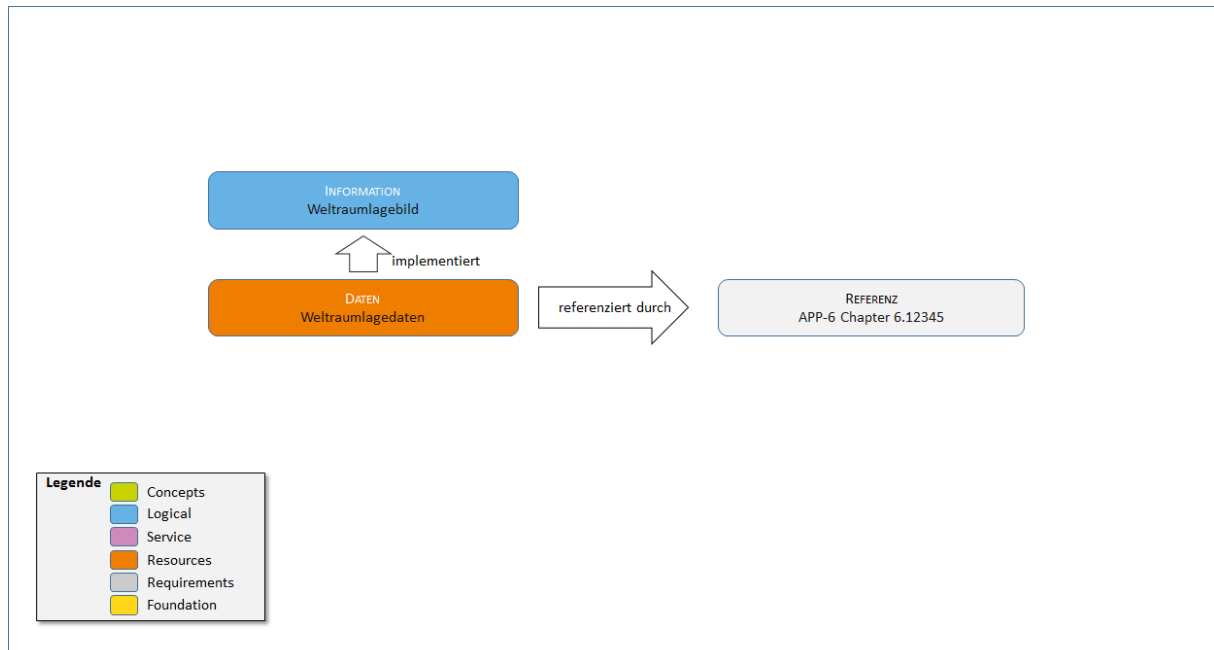 INFORMATION
Weltraumlagebild
implementiert
DATEN
Weltraumlagedaten
referenziert durch
REFERENZ
APP-6 Chapter 6.12345
Legende
Concepts
Logical
Service
Resources
Requirements
Foundation